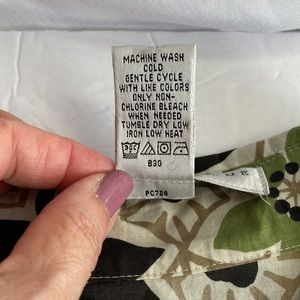 MACHINE WASH
COLD
GENTLE CYCLE
WITH LIKE COLORS
ONLY NON-
CHLORINE BLEACH
WHEN NEEDED
TUMBLE DRY LOW
IRON LOW HEAT
B30
PC728